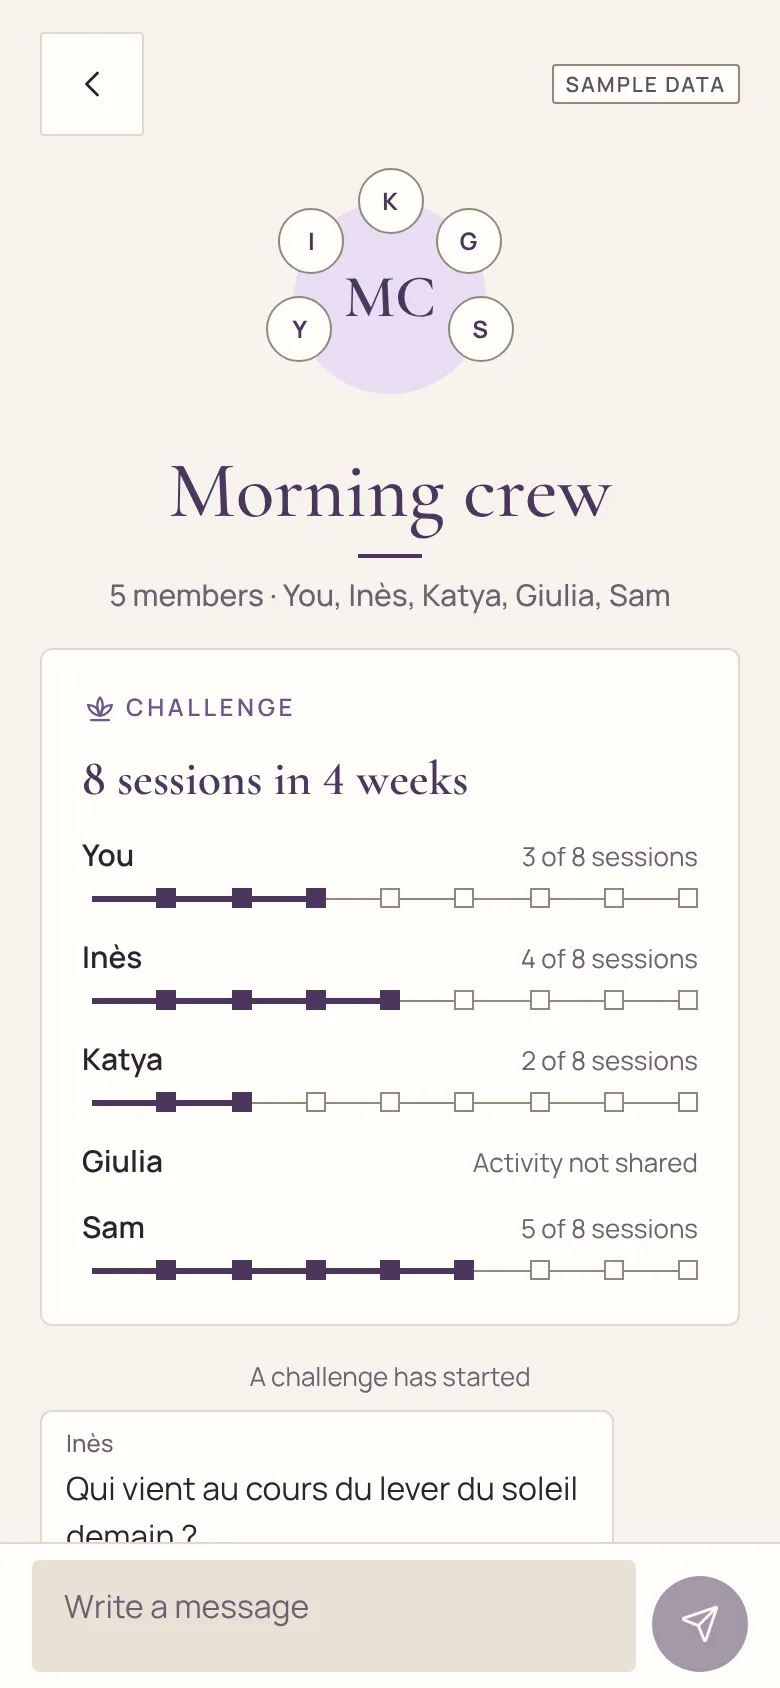 SAMPLE DATA
K
I
G
MC
Y
S
Morning crew
5 members · You, Inès, Katya, Giulia, Sam
CHALLENGE
8 sessions in 4 weeks
You
3 of 8 sessions
Inès
4 of 8 sessions
Katya
2 of 8 sessions
Giulia
Activity not shared
Sam
5 of 8 sessions
A challenge has started
Inès
Qui vient au cours du lever du soleil
demain ?
Write a message